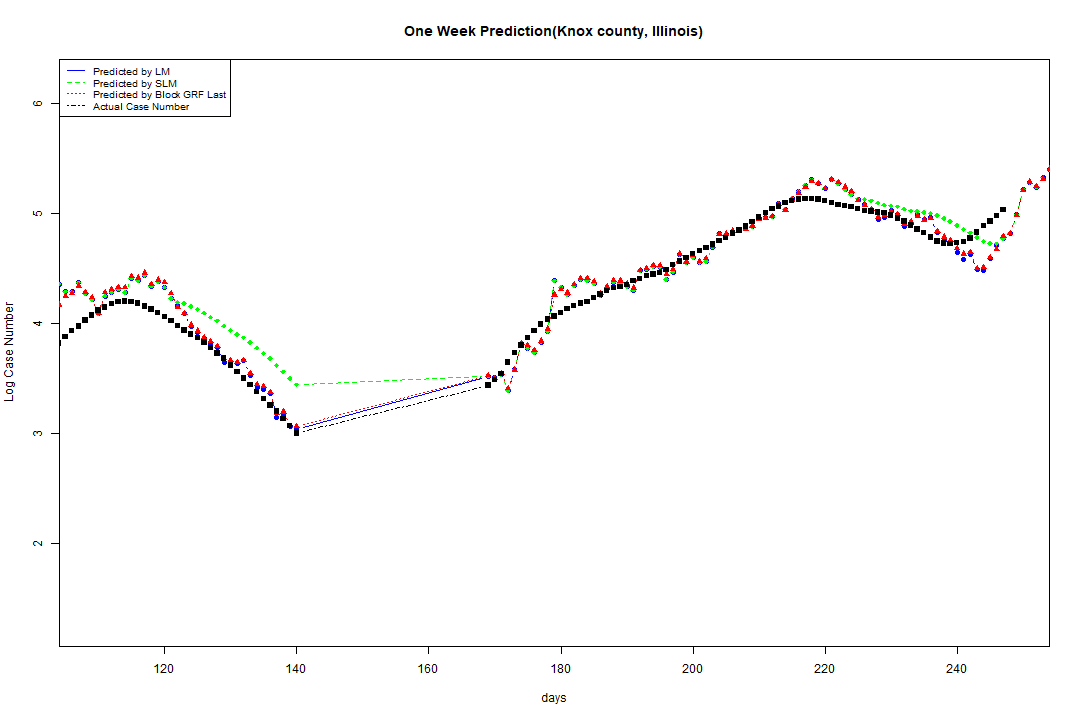 One Week Prediction(Knox county, Illinois)
Predicted by LM
Predicted by SLM
Predicted by Block GRF Last
Actual Case Number
6
5
4
3
2
Log Case Number
120 140 160 180 200 220 240
days